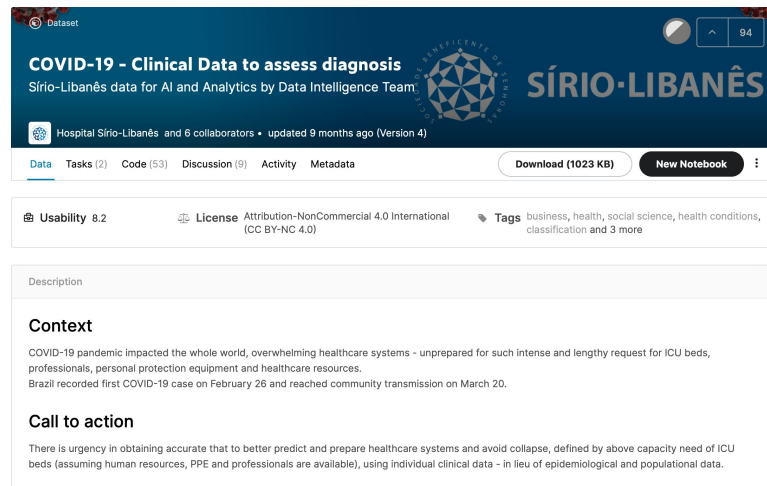 Dataset
94
COVID-19 - Clinical Data to assess diagnosis
Sírio-Libanês data for AI and Analytics by Data Intelligence Team
SOCIEDADE BENEFICENTE DE SENHORAS
SÍRIO·LIBANÊS
Hospital Sírio-Libanês and 6 collaborators • updated 9 months ago (Version 4)
Data Tasks (2) Code (53) Discussion (9) Activity Metadata Download (1023 KB) New Notebook
Usability 8.2 License Attribution-NonCommercial 4.0 International (CC BY-NC 4.0) Tags business, health, social science, health conditions, classification and 3 more
Description
Context
COVID-19 pandemic impacted the whole world, overwhelming healthcare systems - unprepared for such intense and lengthy request for ICU beds,
professionals, personal protection equipment and healthcare resources.
Brazil recorded first COVID-19 case on February 26 and reached community transmission on March 20.
Call to action
There is urgency in obtaining accurate that to better predict and prepare healthcare systems and avoid collapse, defined by above capacity need of ICU
beds (assuming human resources, PPE and professionals are available), using individual clinical data - in lieu of epidemiological and populational data.